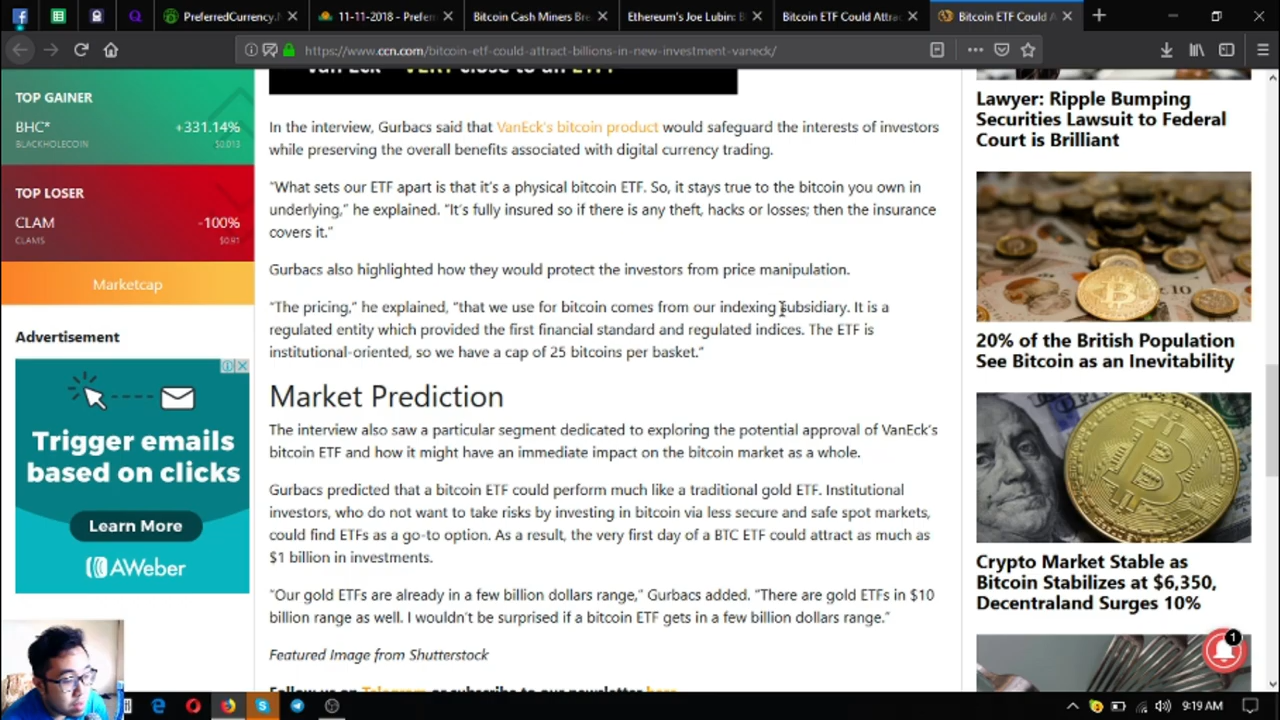 PreferredCurrency.N
11-11-2018 - Prefer
Bitcoin Cash Miners Bre
Ethereum's Joe Lubin: B
Bitcoin ETF Could Attrac
Bitcoin ETF Could A
https://www.ccn.com/bitcoin-etf-could-attract-billions-in-new-investment-vaneck/
TOP GAINER
BHC* +331.14%
BLACKHOLECOIN $0.013
TOP LOSER
CLAM -100%
CLAMS $0.91
Marketcap
Advertisement
Trigger emails
based on clicks
Learn More
AWeber
Van Eck - VERY close to an ETF!
In the interview, Gurbacs said that VanEck's bitcoin product would safeguard the interests of investors
while preserving the overall benefits associated with digital currency trading.
“What sets our ETF apart is that it’s a physical bitcoin ETF. So, it stays true to the bitcoin you own in
underlying,” he explained. “It’s fully insured so if there is any theft, hacks or losses; then the insurance
covers it.”
Gurbacs also highlighted how they would protect the investors from price manipulation.
“The pricing,” he explained, “that we use for bitcoin comes from our indexing subsidiary. It is a
regulated entity which provided the first financial standard and regulated indices. The ETF is
institutional-oriented, so we have a cap of 25 bitcoins per basket.”
Market Prediction
The interview also saw a particular segment dedicated to exploring the potential approval of VanEck’s
bitcoin ETF and how it might have an immediate impact on the bitcoin market as a whole.
Gurbacs predicted that a bitcoin ETF could perform much like a traditional gold ETF. Institutional
investors, who do not want to take risks by investing in bitcoin via less secure and safe spot markets,
could find ETFs as a go-to option. As a result, the very first day of a BTC ETF could attract as much as
$1 billion in investments.
“Our gold ETFs are already in a few billion dollars range,” Gurbacs added. “There are gold ETFs in $10
billion range as well. I wouldn’t be surprised if a bitcoin ETF gets in a few billion dollars range.”
Featured Image from Shutterstock
Follow us on Telegram or subscribe to our newsletter here.
Lawyer: Ripple Bumping
Securities Lawsuit to Federal
Court is Brilliant
20% of the British Population
See Bitcoin as an Inevitability
Crypto Market Stable as
Bitcoin Stabilizes at $6,350,
Decentraland Surges 10%
1
9:19 AM